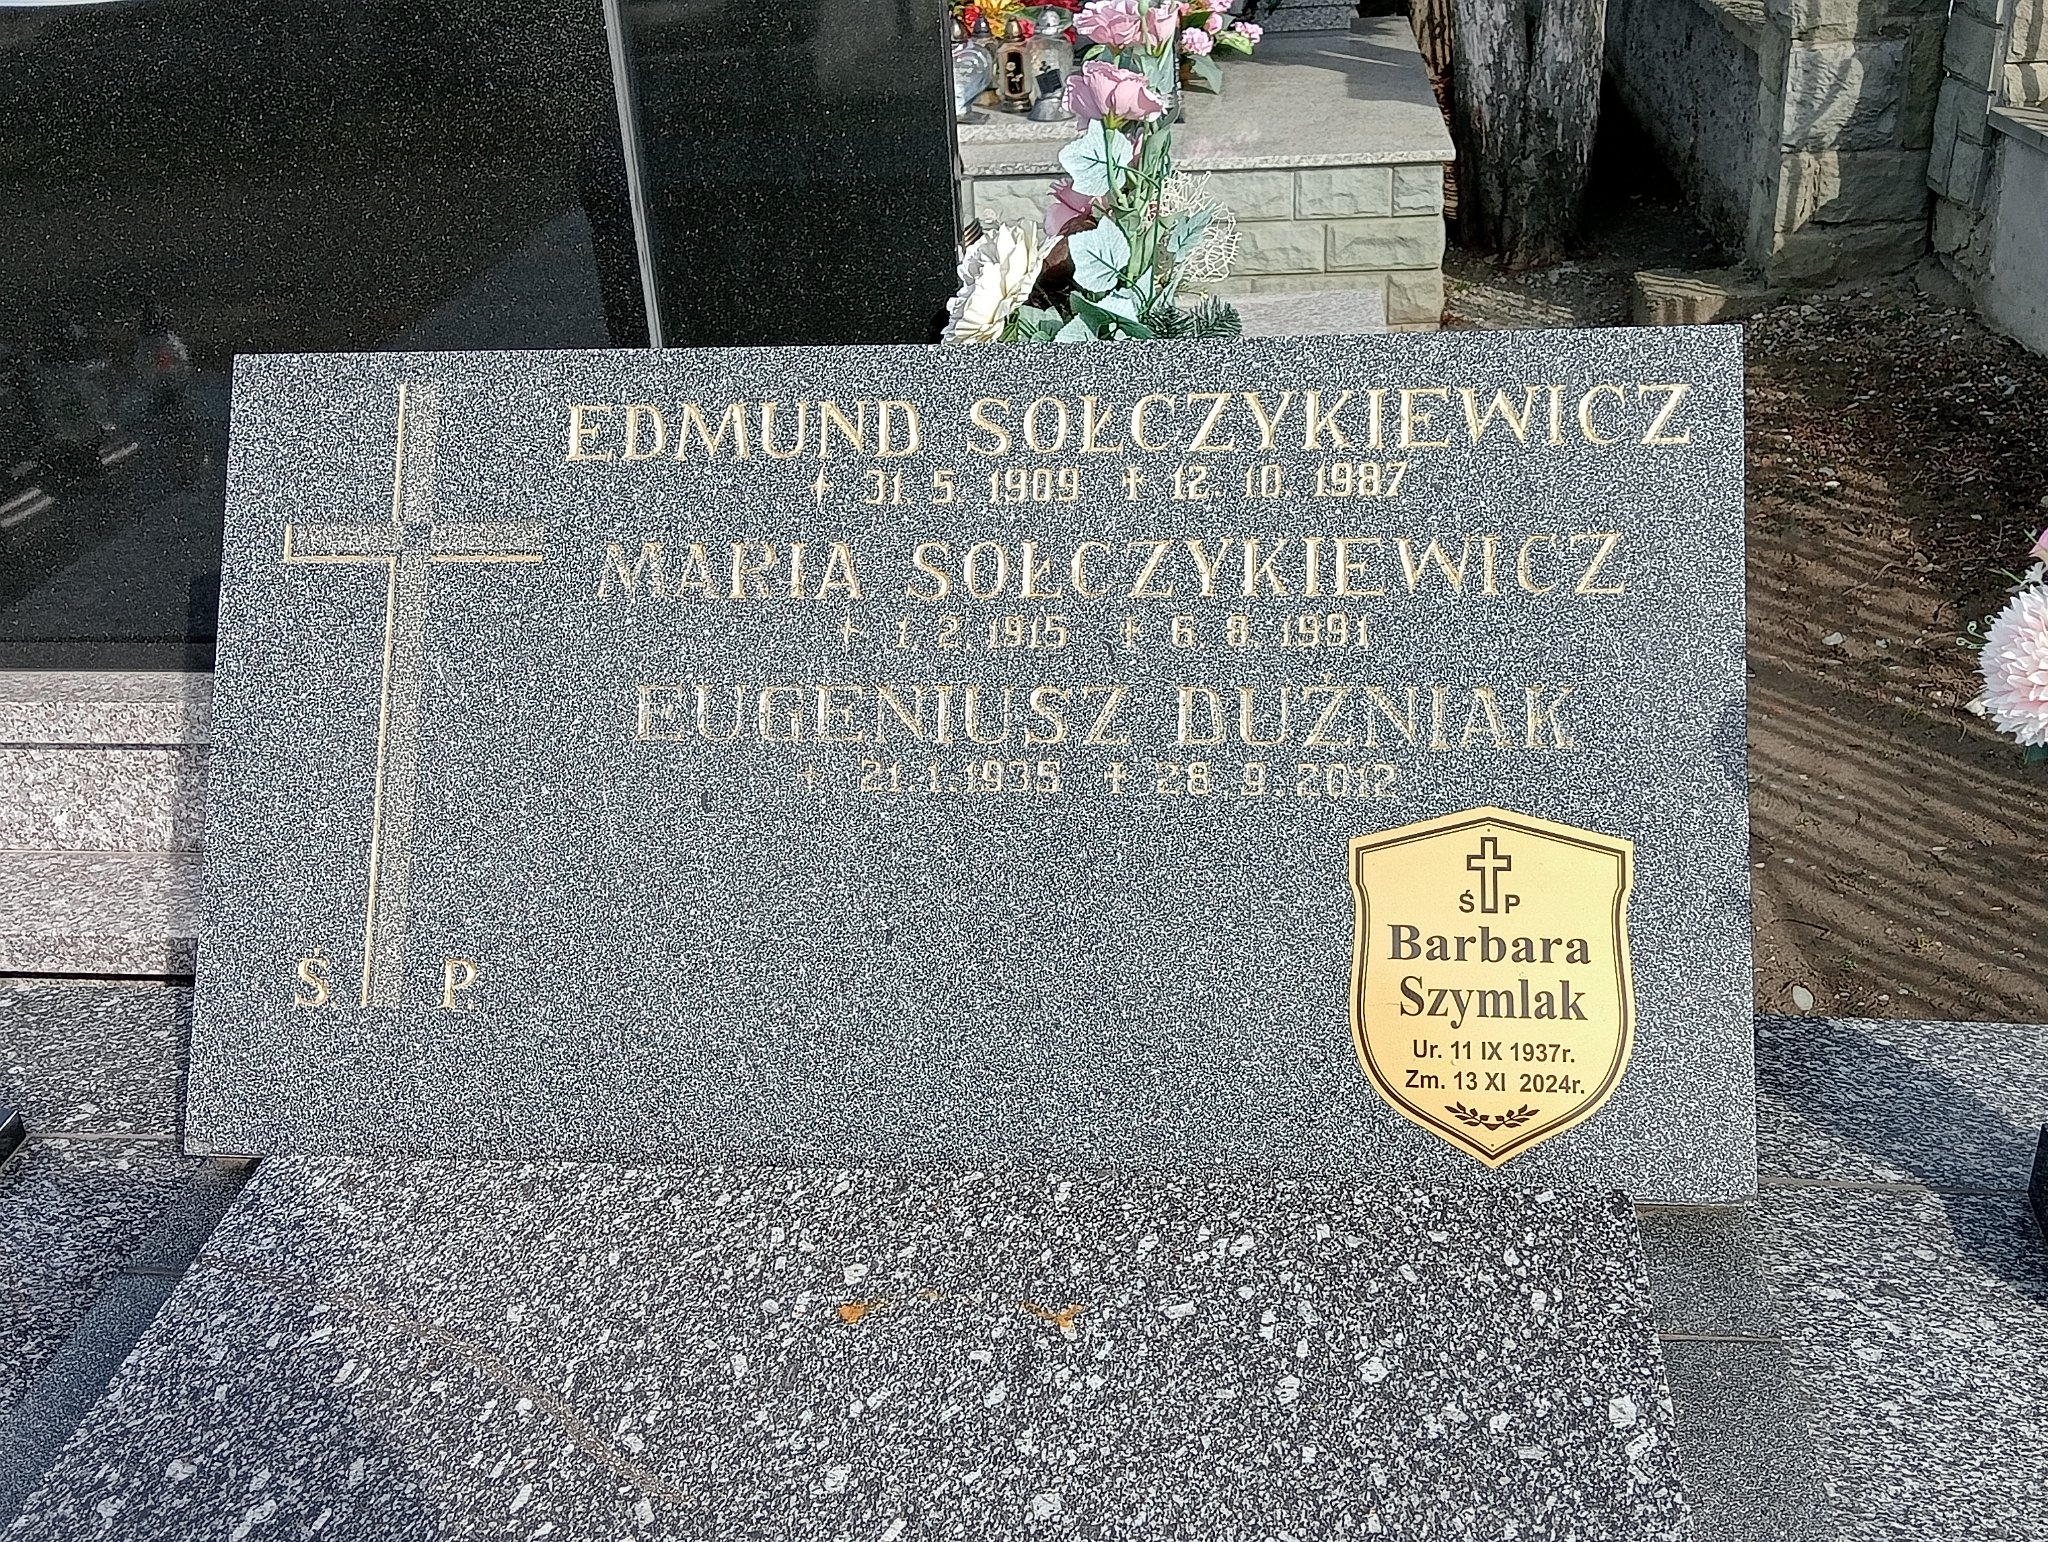 EDMUND SOŁCZYKIEWICZ
31. 5. 1909 † 12. 10. 1987
MARIA SOŁCZYKIEWICZ
1. 2. 1915 † 6. 8. 1991
EUGENIUSZ DUŹNIAK
21. 1. 1935 † 28. 9. 2012
Ś. P.
Ś P
Barbara
Szymlak
Ur. 11 IX 1937r.
Zm. 13 XI 2024r.